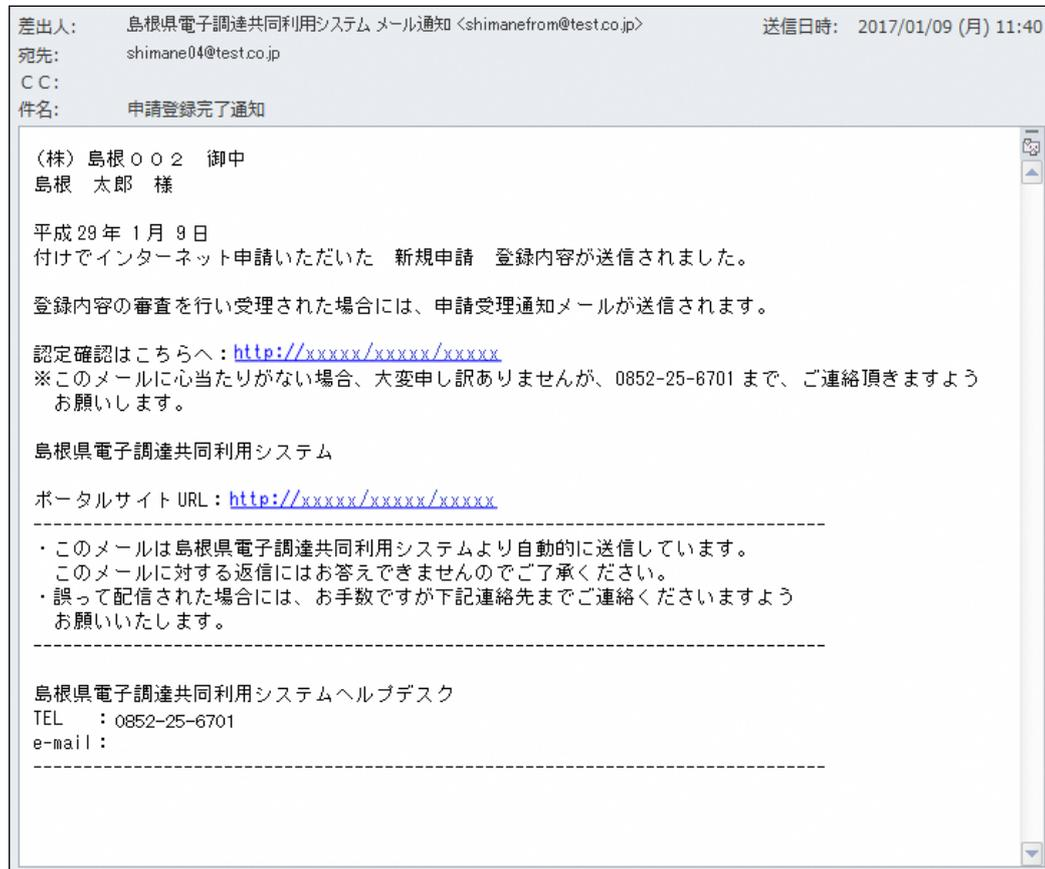 差出人: 島根県電子調達共同利用システム メール通知 <shimanefrom@test.co.jp> 送信日時: 2017/01/09 (月) 11:40
宛先: shimane04@test.co.jp
ＣＣ:
件名: 申請登録完了通知
（株）島根００２　御中
島根　太郎　様
平成29年 1月 9日
付けでインターネット申請いただいた　新規申請　登録内容が送信されました。
登録内容の審査を行い受理された場合には、申請受理通知メールが送信されます。
認定確認はこちらへ：http://xxxxx/xxxxx/xxxxx
※このメールに心当たりがない場合、大変申し訳ありませんが、0852-25-6701 まで、ご連絡頂きますよう
お願いします。
島根県電子調達共同利用システム
ポータルサイトURL：http://xxxxx/xxxxx/xxxxx
-------------------------------------------------------------------------------
・このメールは島根県電子調達共同利用システムより自動的に送信しています。
このメールに対する返信にはお答えできませんのでご了承ください。
・誤って配信された場合には、お手数ですが下記連絡先までご連絡くださいますよう
お願いいたします。
-------------------------------------------------------------------------------
島根県電子調達共同利用システムヘルプデスク
TEL　：0852-25-6701
e-mail：
-------------------------------------------------------------------------------